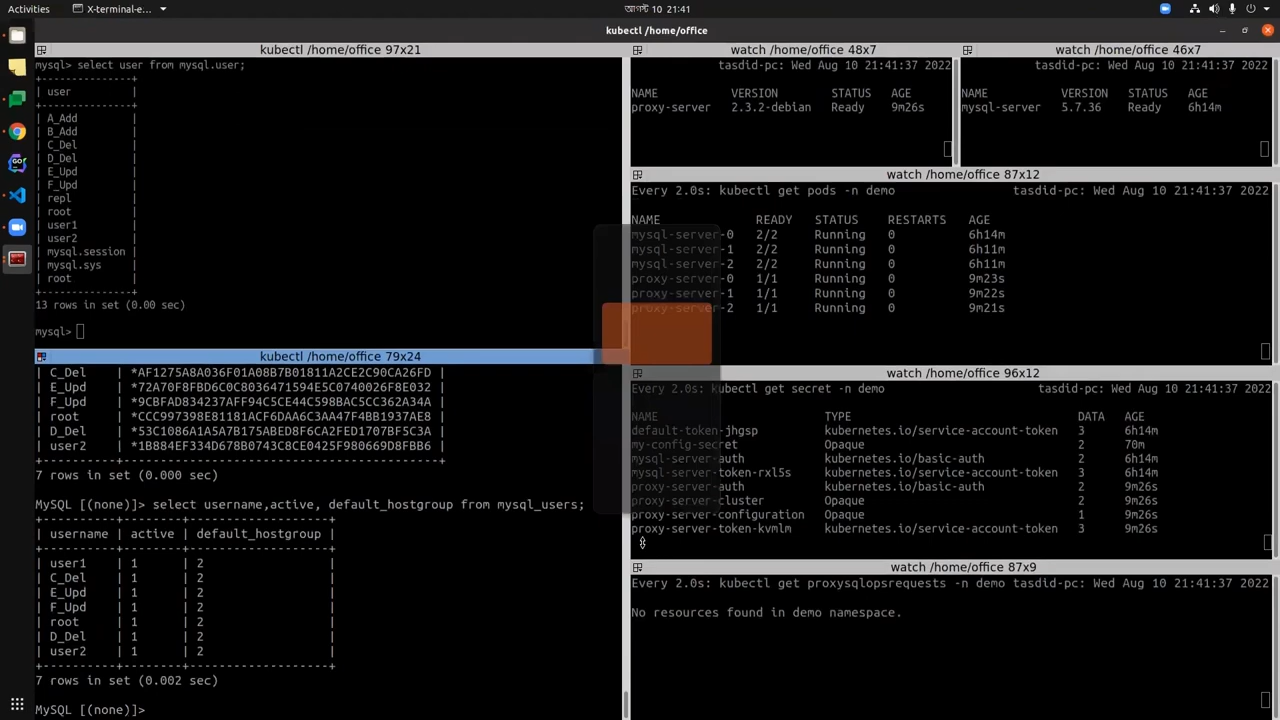 Activities X-terminal-e... আগস্ট 10 21:41
kubectl /home/office
kubectl /home/office 97x21
mysql> select user from mysql.user;
+---------------+
| user          |
+---------------+
| A_Add         |
| B_Add         |
| C_Del         |
| D_Del         |
| E_Upd         |
| F_Upd         |
| repl          |
| root          |
| user1         |
| user2         |
| mysql.session |
| mysql.sys     |
| root          |
+---------------+
13 rows in set (0.00 sec)
mysql>
kubectl /home/office 79x24
| C_Del    | *AF1275A8A036F01A08B7B01811A2CE2C90CA26FD |
| E_Upd    | *72A70F8FBD6C0C8036471594E5C0740026F8E032 |
| F_Upd    | *9CBFAD834237AFF94C5CE44C598BAC5CC362A34A |
| root     | *CCC997398E81181ACF6DAA6C3AA47F4BB1937AE8 |
| D_Del    | *53C1086A1A5A7B175ABED8F6CA2FED1707BF5C3A |
| user2    | *1B884EF334D678B0743C8CE0425F980669D8FBB6 |
+----------+-------------------------------------------+
7 rows in set (0.000 sec)
MySQL [(none)]> select username,active, default_hostgroup from mysql_users;
+----------+--------+-------------------+
| username | active | default_hostgroup |
+----------+--------+-------------------+
| user1    | 1      | 2                 |
| C_Del    | 1      | 2                 |
| E_Upd    | 1      | 2                 |
| F_Upd    | 1      | 2                 |
| root     | 1      | 2                 |
| D_Del    | 1      | 2                 |
| user2    | 1      | 2                 |
+----------+--------+-------------------+
7 rows in set (0.002 sec)
MySQL [(none)]>
watch /home/office 48x7
tasdid-pc: Wed Aug 10 21:41:37 2022
NAME VERSION STATUS AGE
proxy-server 2.3.2-debian Ready 9m26s
watch /home/office 46x7
tasdid-pc: Wed Aug 10 21:41:37 2022
NAME VERSION STATUS AGE
mysql-server 5.7.36 Ready 6h14m
watch /home/office 87x12
Every 2.0s: kubectl get pods -n demo tasdid-pc: Wed Aug 10 21:41:37 2022
NAME READY STATUS RESTARTS AGE
mysql-server-0 2/2 Running 0 6h14m
mysql-server-1 2/2 Running 0 6h11m
mysql-server-2 2/2 Running 0 6h11m
proxy-server-0 1/1 Running 0 9m23s
proxy-server-1 1/1 Running 0 9m22s
proxy-server-2 1/1 Running 0 9m21s
watch /home/office 96x12
Every 2.0s: kubectl get secret -n demo tasdid-pc: Wed Aug 10 21:41:37 2022
NAME TYPE DATA AGE
default-token-jhgsp kubernetes.io/service-account-token 3 6h14m
my-config-secret Opaque 2 70m
mysql-server-auth kubernetes.io/basic-auth 2 6h14m
mysql-server-token-rxl5s kubernetes.io/service-account-token 3 6h14m
proxy-server-auth kubernetes.io/basic-auth 2 9m26s
proxy-server-cluster Opaque 2 9m26s
proxy-server-configuration Opaque 1 9m26s
proxy-server-token-kvmlm kubernetes.io/service-account-token 3 9m26s
watch /home/office 87x9
Every 2.0s: kubectl get proxysqlopsrequests -n demo tasdid-pc: Wed Aug 10 21:41:37 2022
No resources found in demo namespace.